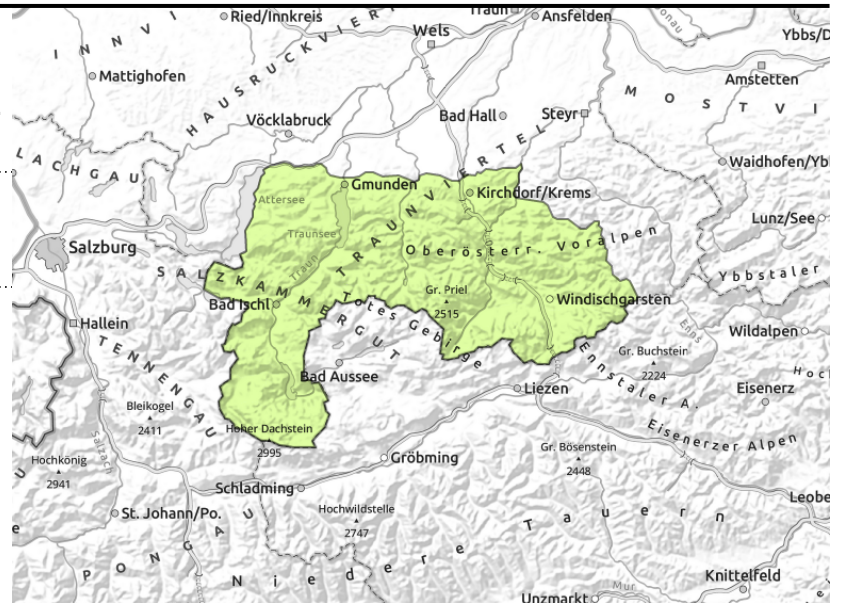 Ried/Innkreis
Traun
Ansfelden
Wels
Ybbs/D
INNVI
HAUSRUCKVIERT
Mattighofen
Amstetten
MOSTVI
Vöcklabruck
Bad Hall
Steyr
LACHGAU
Waidhofen/Ybl
Gmunden
Kirchdorf/Krems
Attersee
TRAUNVIERTEL
Lunz/See
Traunsee
Oberösterr. Voralpen
Salzburg
Traun
Ybbstaler
SALZKAMMERGUT
Gr. Priel
2515
Bad Ischl
Windischgarsten
Totes Gebirge
Enns
Hallein
Wildalpen
TENNENGAU
Gr. Buchstein
2224
Ennstaler A.
Hoc
Bad Aussee
Liezen
Eisenerz
Bleikogel
2411
Hoher Dachstein
2995
Eisenerzer Alpen
Salzach
Hochkönig
2941
Gröbming
Gr. Bösenstein
2448
Schladming
Leobe
St. Johann/Po.
Hochwildstelle
2747
PONGAU
Niedere Tauern
Knittelfeld
Mur
Unzmarkt